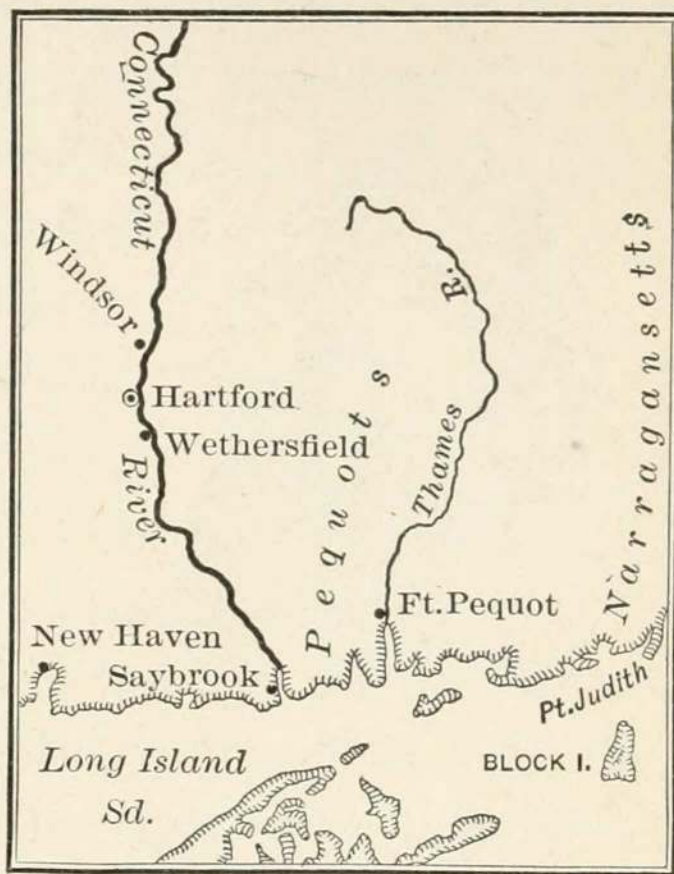 Connecticut
River
Windsor
Hartford
Wethersfield
Pequots
Thames R.
Narragansetts
Ft. Pequot
New Haven
Saybrook
Pt. Judith
Long Island
Sd.
BLOCK I.